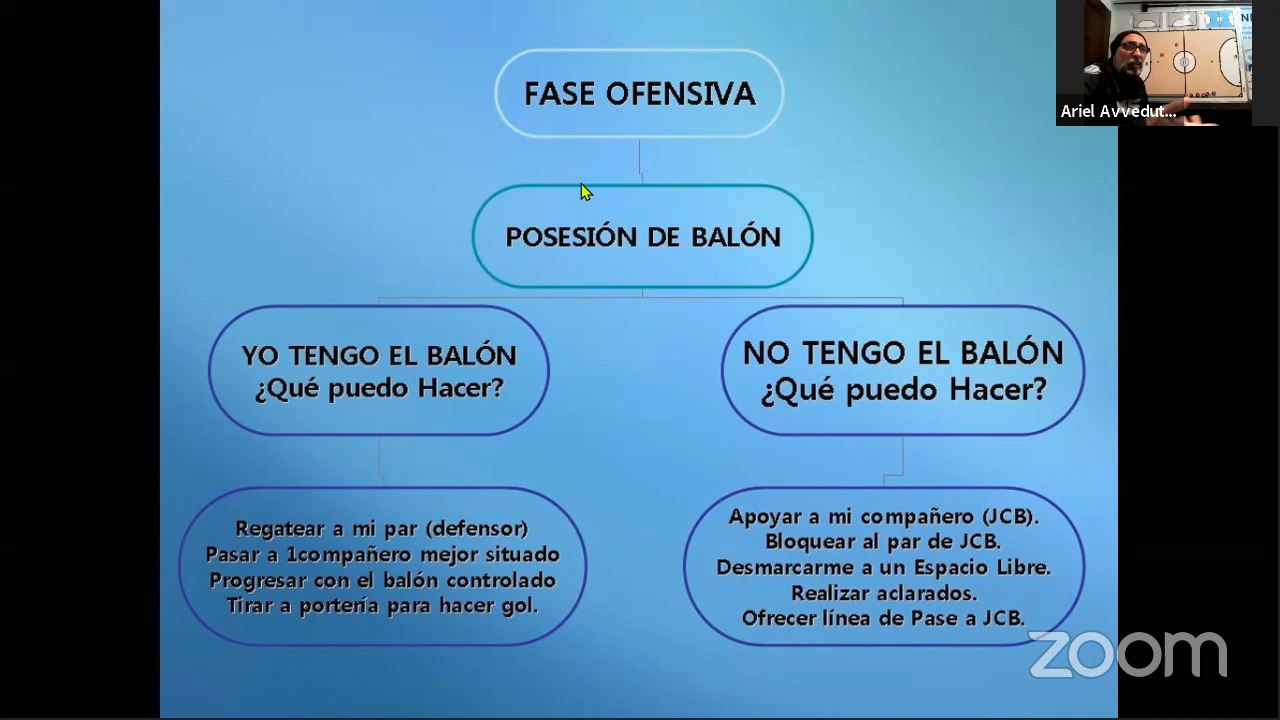 FASE OFENSIVA
Ariel Avvedut...
POSESIÓN DE BALÓN
YO TENGO EL BALÓN
¿Qué puedo Hacer?
NO TENGO EL BALÓN
¿Qué puedo Hacer?
Regatear a mi par (defensor)
Pasar a 1compañero mejor situado
Progresar con el balón controlado
Tirar a portería para hacer gol.
Apoyar a mi compañero (JCB).
Bloquear al par de JCB.
Desmarcarme a un Espacio Libre.
Realizar aclarados.
Ofrecer línea de Pase a JCB.
zoom